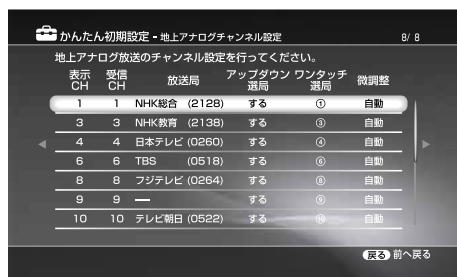 かんたん初期設定 - 地上アナログチャンネル設定 8/ 8
地上アナログ放送のチャンネル設定を行ってください。
表示CH 受信CH 放送局 アップダウン選局 ワンタッチ選局 微調整
1 1 NHK総合 (2128) する ① 自動
3 3 NHK教育 (2138) する ③ 自動
4 4 日本テレビ (0260) する ④ 自動
6 6 TBS (0518) する ⑥ 自動
8 8 フジテレビ (0264) する ⑧ 自動
9 9 — する ⑨ 自動
10 10 テレビ朝日 (0522) する ⑩ 自動
戻る 前へ戻る